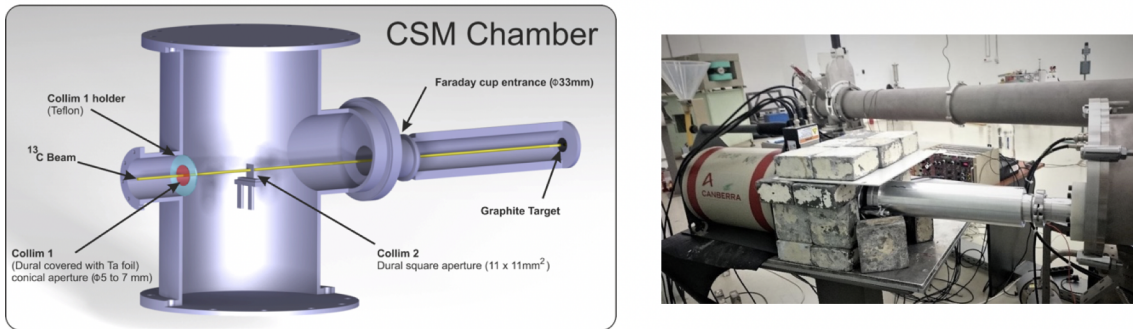 CSM Chamber
Faraday cup entrance (Φ33mm)
Collim 1 holder
(Teflon)
¹³C Beam
Graphite Target
Collim 1
(Dural covered with Ta foil)
conical aperture (Φ5 to 7 mm)
Collim 2
Dural square aperture (11 x 11mm²)
CANBERRA